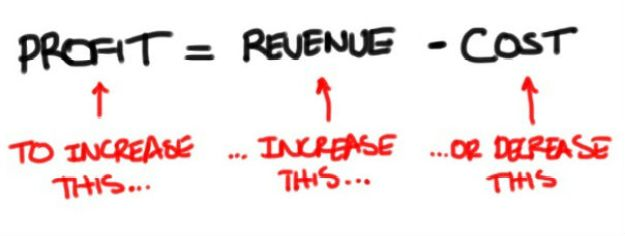 PROFIT = REVENUE - COST
TO INCREASE THIS...
... INCREASE THIS...
...OR DECREASE THIS